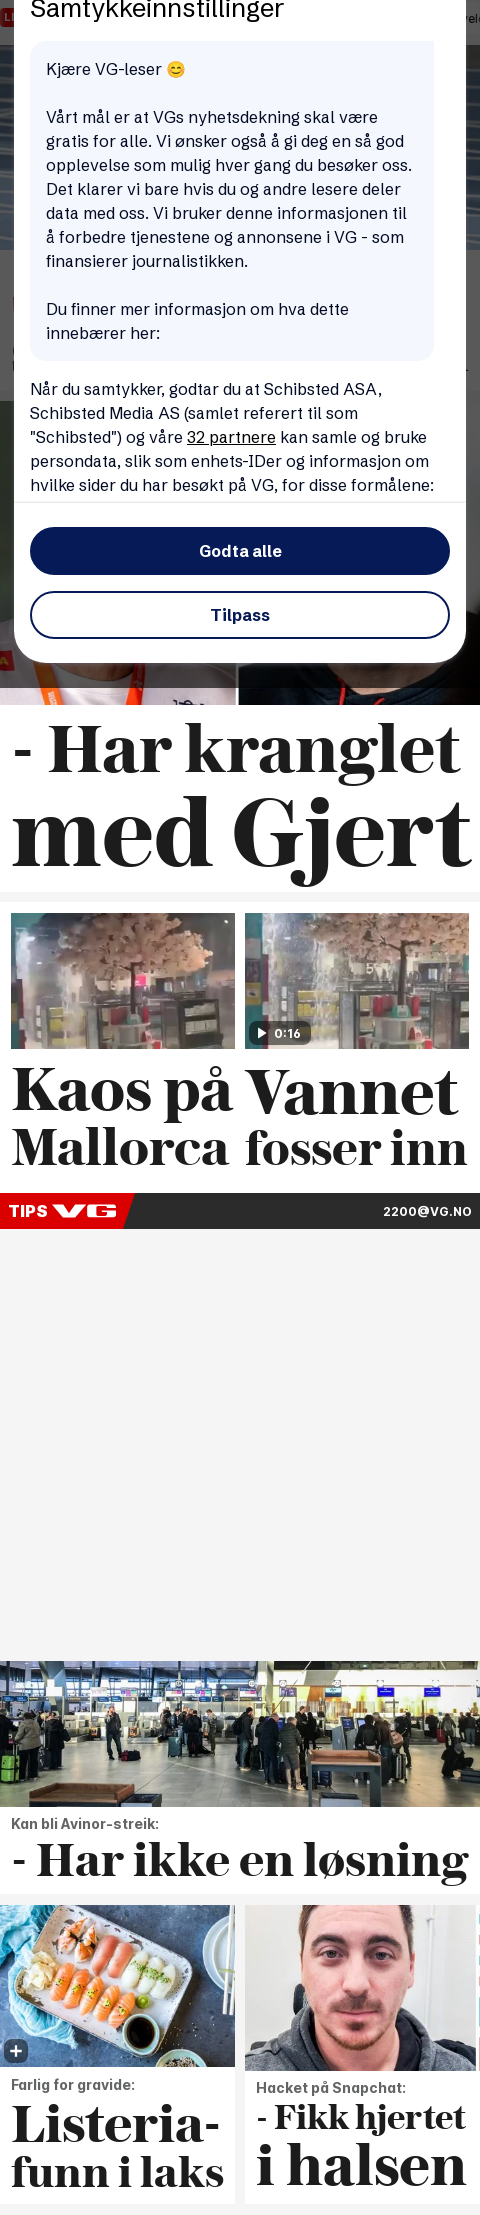 Samtykkeinnstillinger
Kjære VG-leser 😊
Vårt mål er at VGs nyhetsdekning skal være
gratis for alle. Vi ønsker også å gi deg en så god
opplevelse som mulig hver gang du besøker oss.
Det klarer vi bare hvis du og andre lesere deler
data med oss. Vi bruker denne informasjonen til
å forbedre tjenestene og annonsene i VG - som
finansierer journalistikken.
Du finner mer informasjon om hva dette
innebærer her:
Når du samtykker, godtar du at Schibsted ASA,
Schibsted Media AS (samlet referert til som
"Schibsted") og våre 32 partnere kan samle og bruke
persondata, slik som enhets-IDer og informasjon om
hvilke sider du har besøkt på VG, for disse formålene:
Godta alle
Tilpass
- Har kranglet
med Gjert
0:16
Kaos på
Mallorca
Vannet
fosser inn
TIPS VG
2200@VG.NO
Kan bli Avinor-streik:
- Har ikke en løsning
Farlig for gravide:
Listeria-
funn i laks
Hacket på Snapchat:
- Fikk hjertet
i halsen